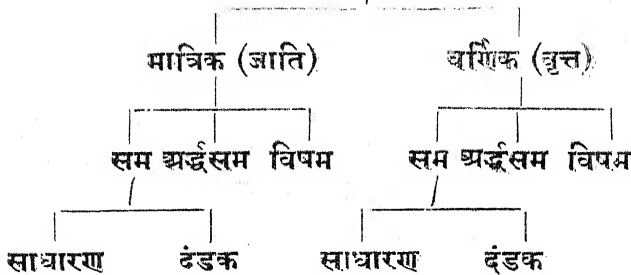 मात्रिक (जाति) वर्णिक (वृत्त)
सम अर्द्धसम विषम सम अर्द्धसम विषम
साधारण दंडक साधारण दंडक